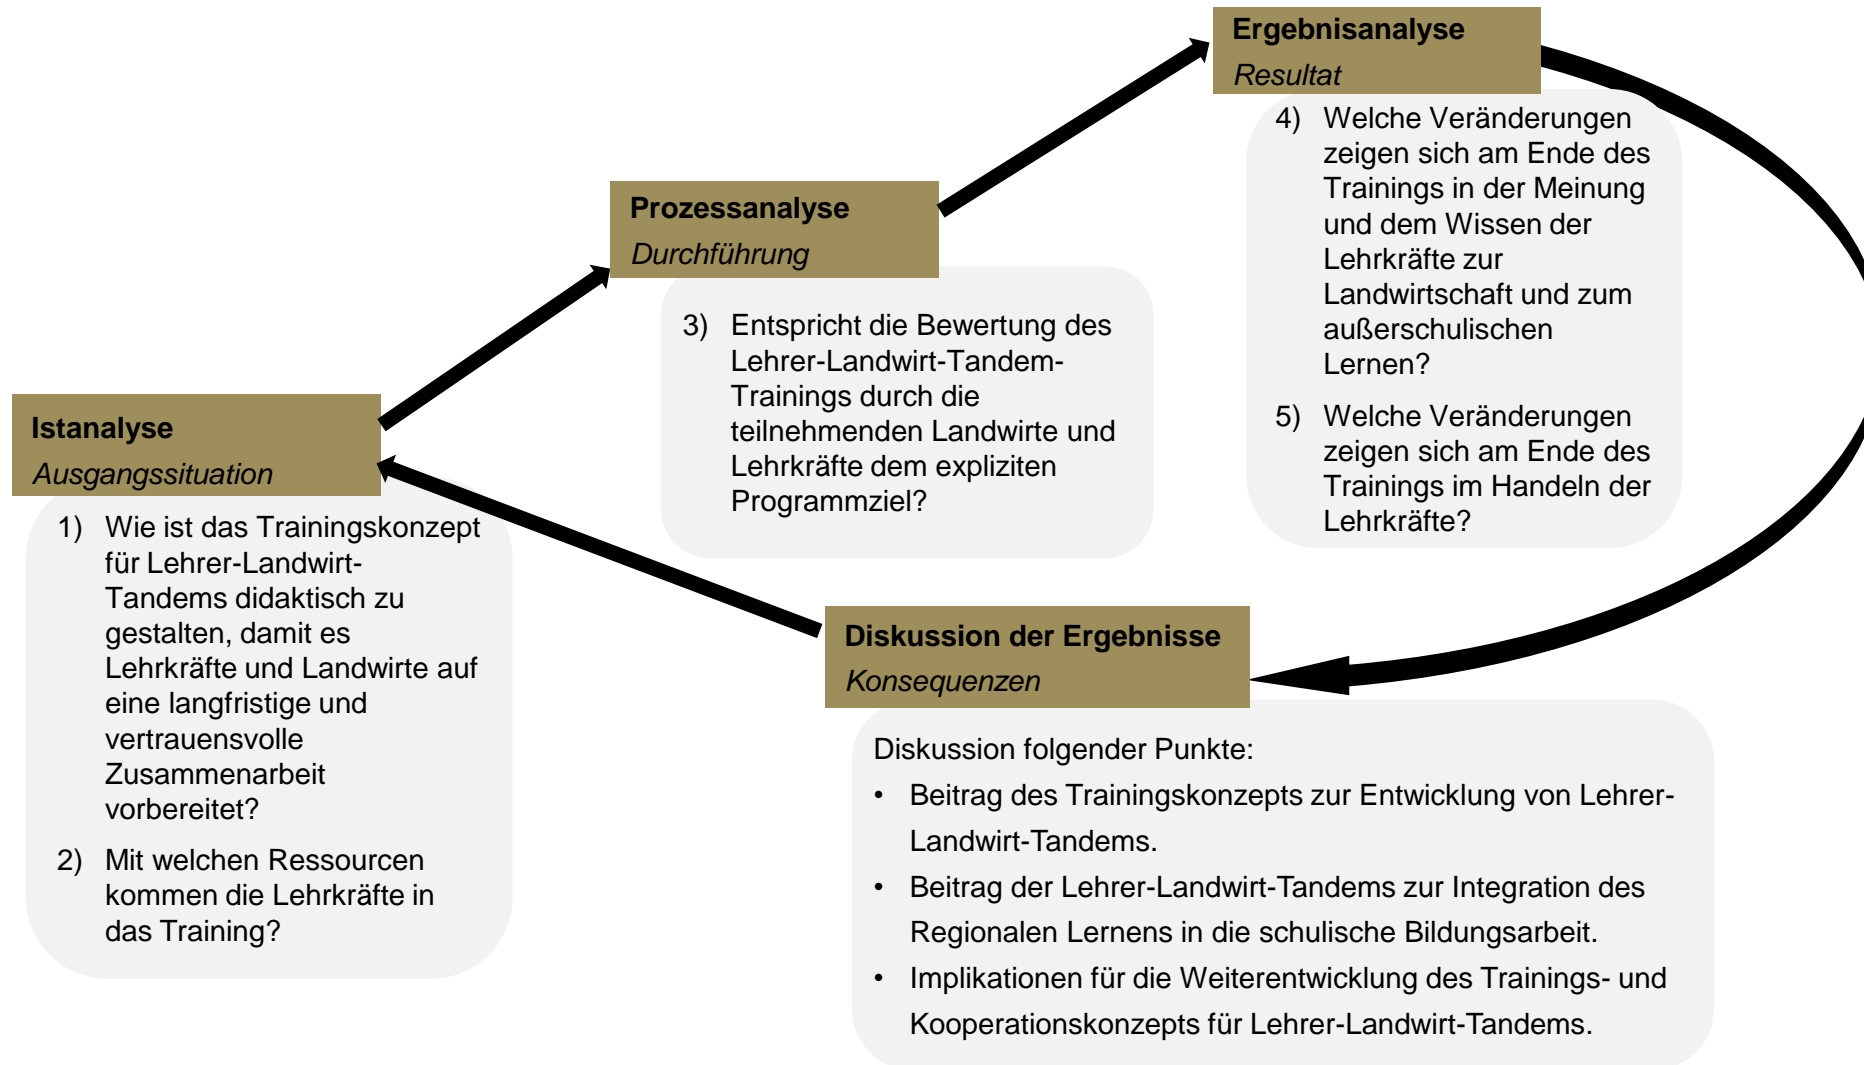 Ergebnisanalyse
Resultat
4) Welche Veränderungen
zeigen sich am Ende des
Trainings in der Meinung
und dem Wissen der
Lehrkräfte zur
Landwirtschaft und zum
außerschulischen
Lernen?
5) Welche Veränderungen
zeigen sich am Ende des
Trainings im Handeln der
Lehrkräfte?
Prozessanalyse
Durchführung
3) Entspricht die Bewertung des
Lehrer-Landwirt-Tandem-
Trainings durch die
teilnehmenden Landwirte und
Lehrkräfte dem expliziten
Programmziel?
Istanalyse
Ausgangssituation
1) Wie ist das Trainingskonzept
für Lehrer-Landwirt-
Tandems didaktisch zu
gestalten, damit es
Lehrkräfte und Landwirte auf
eine langfristige und
vertrauensvolle
Zusammenarbeit
vorbereitet?
2) Mit welchen Ressourcen
kommen die Lehrkräfte in
das Training?
Diskussion der Ergebnisse
Konsequenzen
Diskussion folgender Punkte:
• Beitrag des Trainingskonzepts zur Entwicklung von Lehrer-
Landwirt-Tandems.
• Beitrag der Lehrer-Landwirt-Tandems zur Integration des
Regionalen Lernens in die schulische Bildungsarbeit.
• Implikationen für die Weiterentwicklung des Trainings- und
Kooperationskonzepts für Lehrer-Landwirt-Tandems.